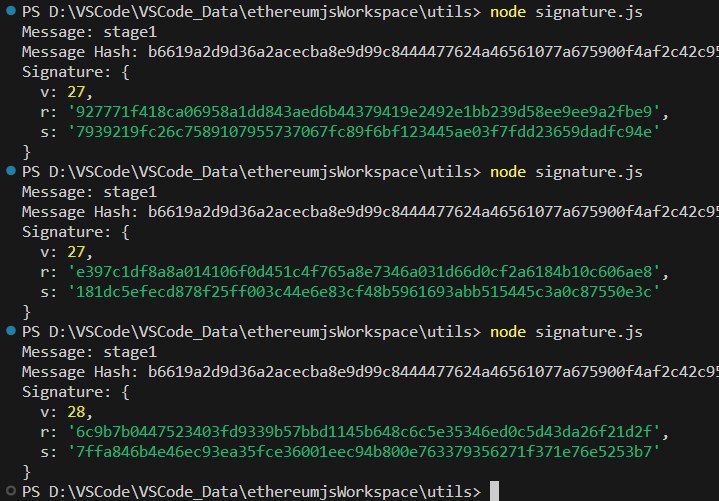 PS D:\VSCode\VSCode_Data\ethereumjsWorkspace\utils> node signature.js
Message: stage1
Message Hash: b6619a2d9d36a2acecba8e9d99c8444477624a46561077a675900f4af2c42c95
Signature: {
  v: 27,
  r: '927771f418ca06958a1dd843aed6b44379419e2492e1bb239d58ee9ee9a2fbe9',
  s: '7939219fc26c7589107955737067fc89f6bf123445ae03f7fdd23659dadfc94e'
}
PS D:\VSCode\VSCode_Data\ethereumjsWorkspace\utils> node signature.js
Message: stage1
Message Hash: b6619a2d9d36a2acecba8e9d99c8444477624a46561077a675900f4af2c42c95
Signature: {
  v: 27,
  r: 'e397c1df8a8a014106f0d451c4f765a8e7346a031d66d0cf2a6184b10c606ae8',
  s: '181dc5efecd878f25ff003c44e6e83cf48b5961693abb515445c3a0c87550e3c'
}
PS D:\VSCode\VSCode_Data\ethereumjsWorkspace\utils> node signature.js
Message: stage1
Message Hash: b6619a2d9d36a2acecba8e9d99c8444477624a46561077a675900f4af2c42c95
Signature: {
  v: 28,
  r: '6c9b7b0447523403fd9339b57bbd1145b648c6c5e35346ed0c5d43da26f21d2f',
  s: '7ffa846b4e46ec93ea35fce36001eec94b800e763379356271f371e76e5253b7'
}
PS D:\VSCode\VSCode_Data\ethereumjsWorkspace\utils>